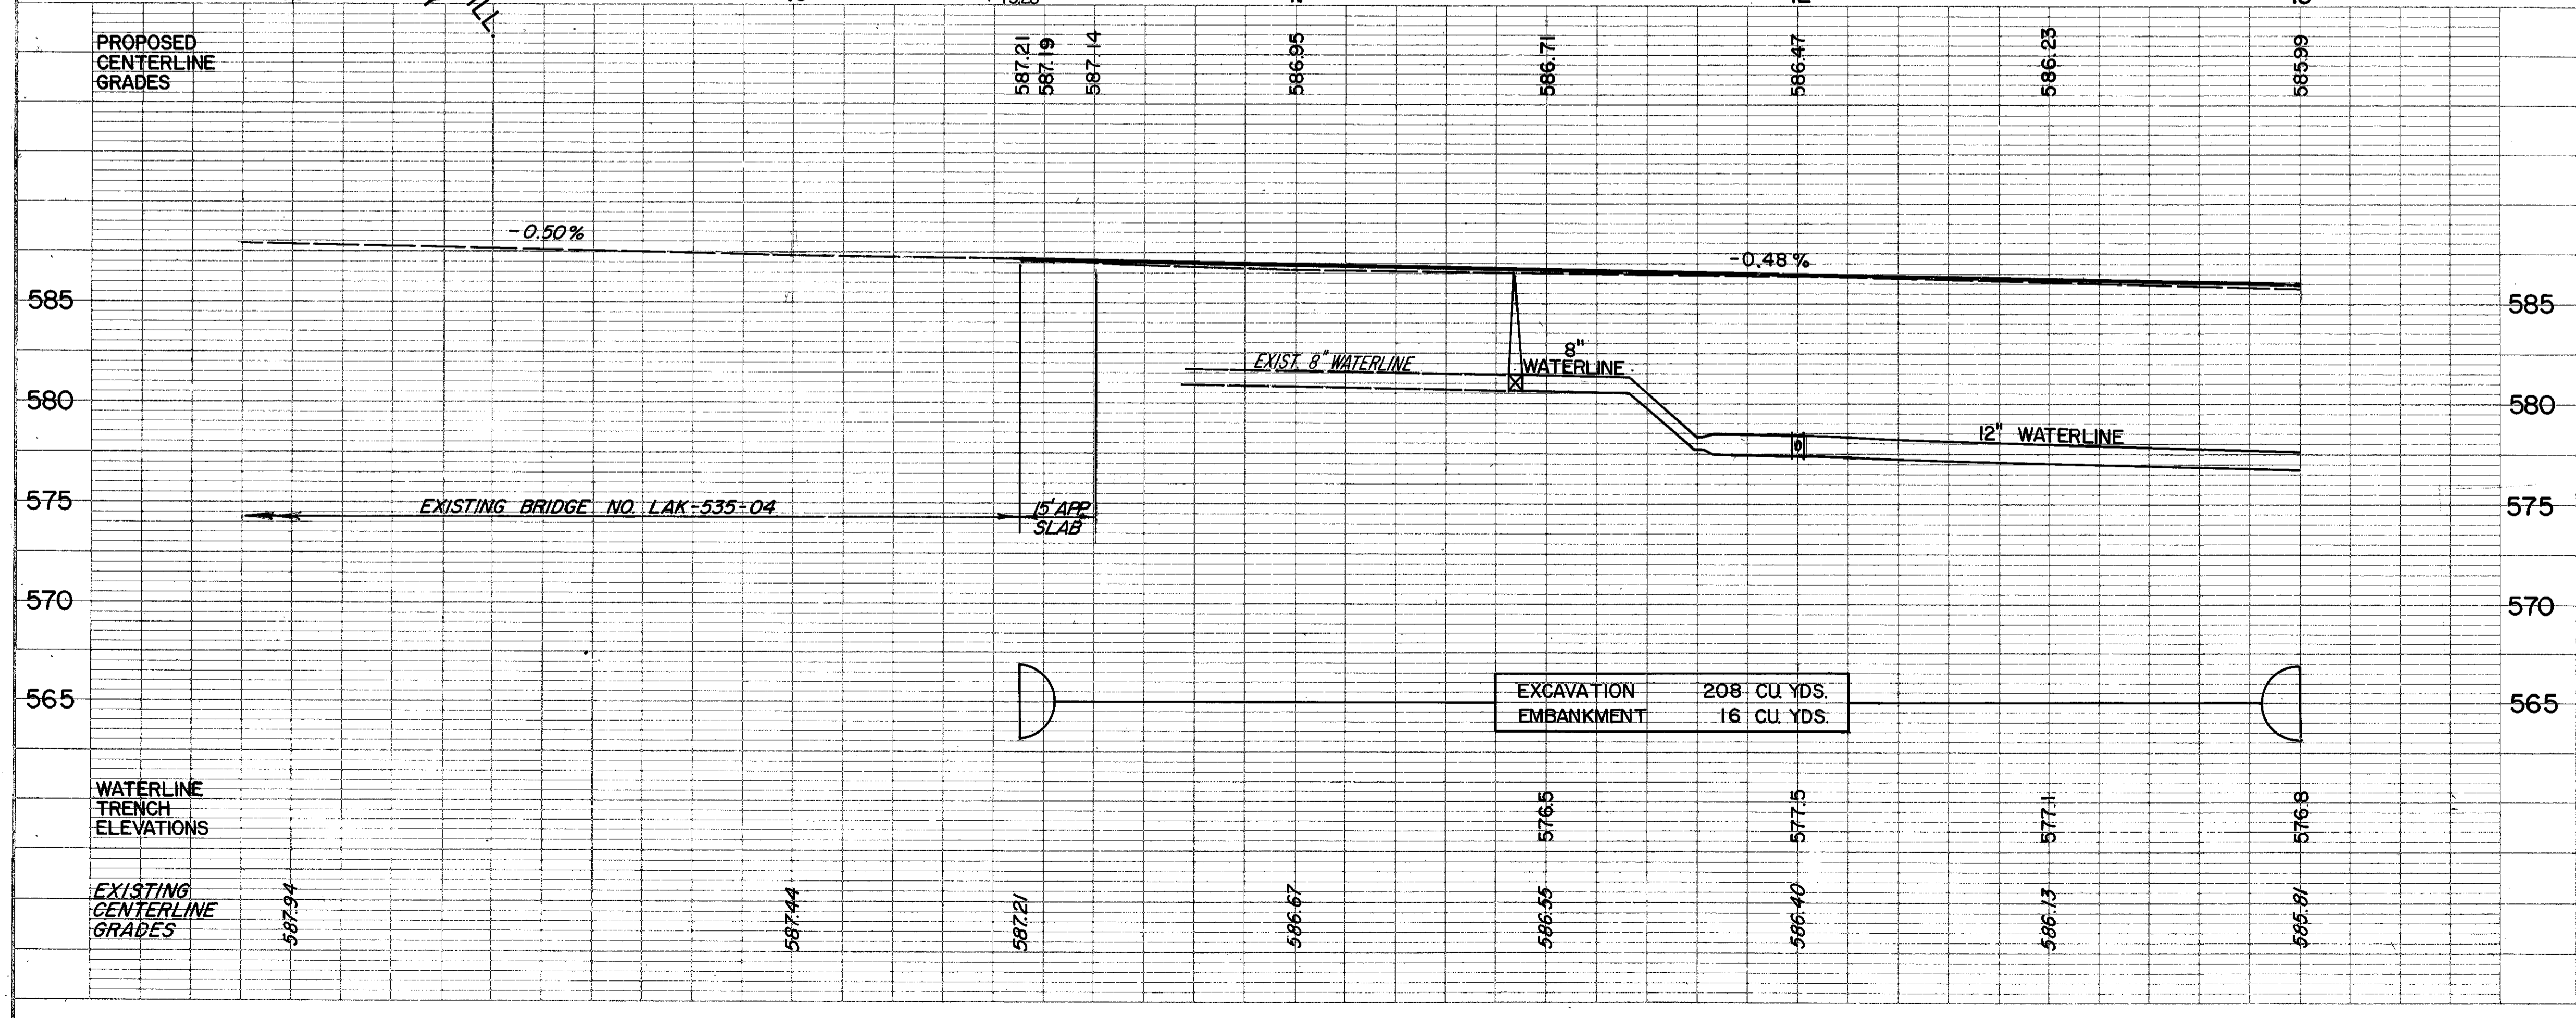 ILL.
12
PROPOSED
CENTERLINE
GRADES
587.21
587.19
587.14
586.95
586.71
586.47
586.23
585.99
-0.50%
-0.48%
585
585
EXIST. 8" WATERLINE
8"
WATERLINE
580
580
12" WATERLINE
575
EXISTING BRIDGE NO. LAK-535-04
15' APP
SLAB
575
570
570
565
EXCAVATION 208 CU. YDS.
EMBANKMENT 16 CU. YDS.
565
WATERLINE
TRENCH
ELEVATIONS
576.5
577.5
577.1
576.8
EXISTING
CENTERLINE
GRADES
587.94
587.44
587.21
586.67
586.55
586.40
586.13
585.81